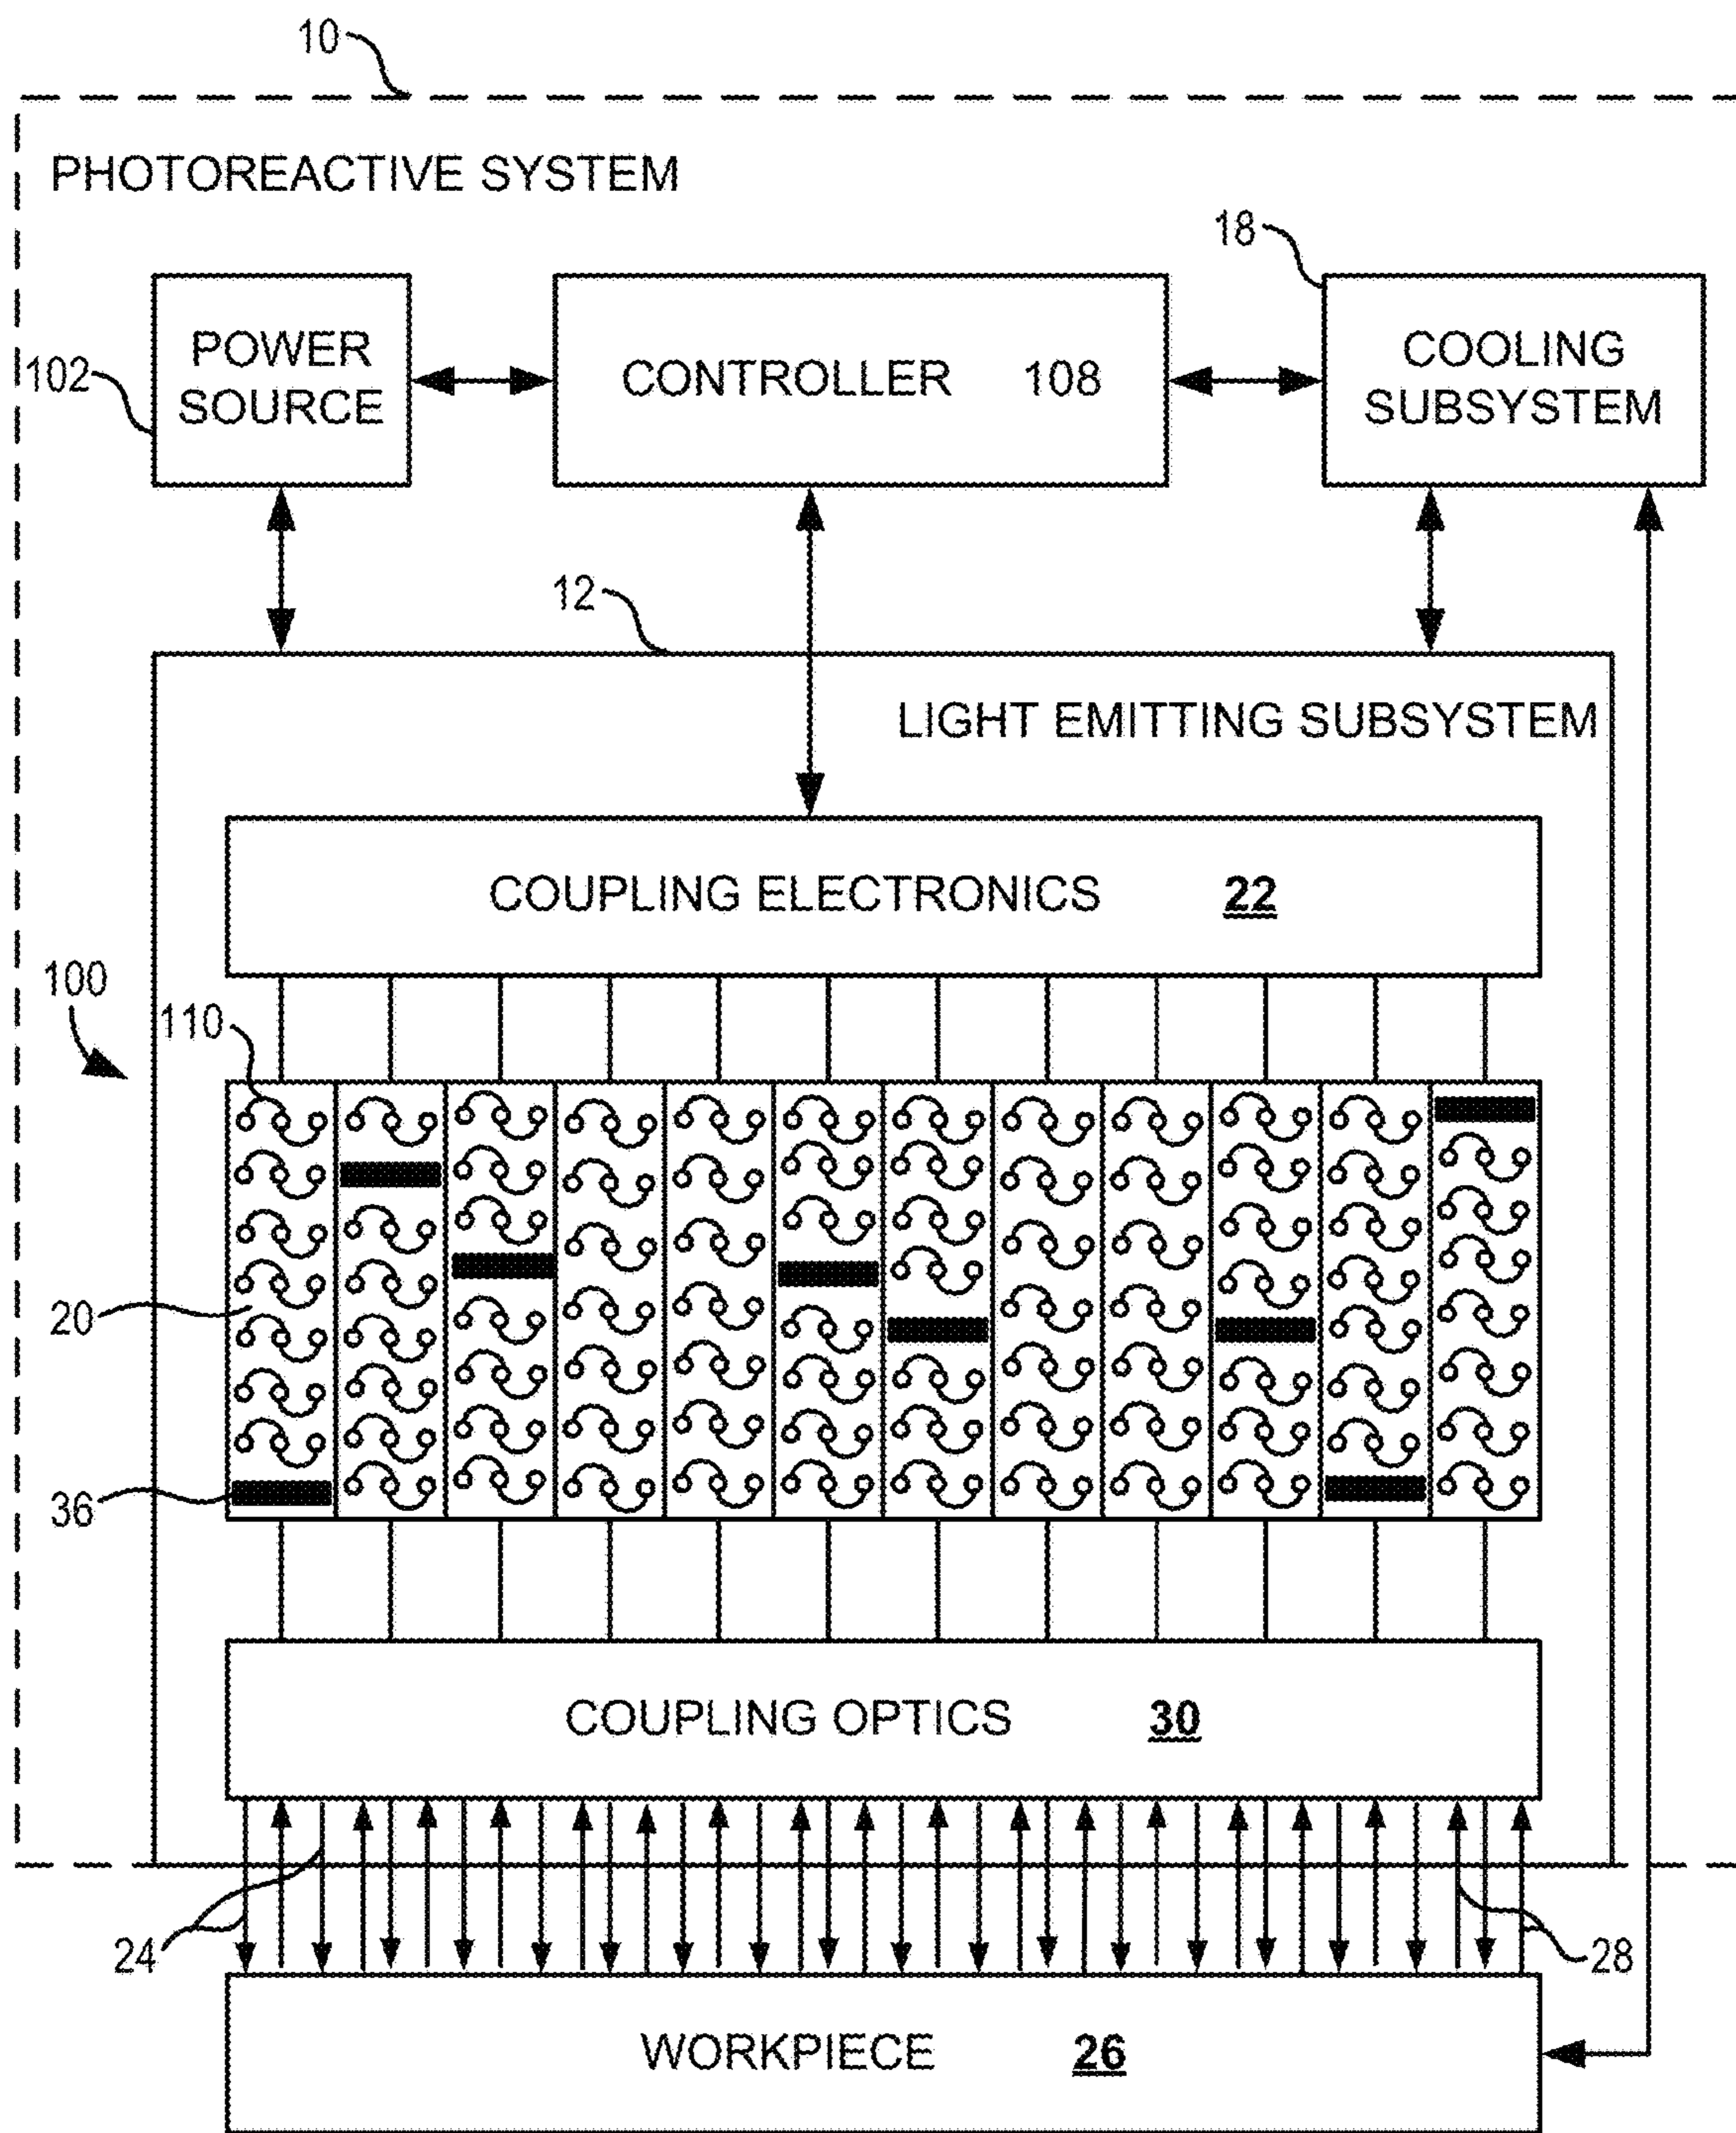 10
PHOTOREACTIVE SYSTEM
18
102
POWER
SOURCE
CONTROLLER 108
COOLING
SUBSYSTEM
12
LIGHT EMITTING SUBSYSTEM
COUPLING ELECTRONICS 22
100
110
20
36
COUPLING OPTICS 30
24
28
WORKPIECE 26